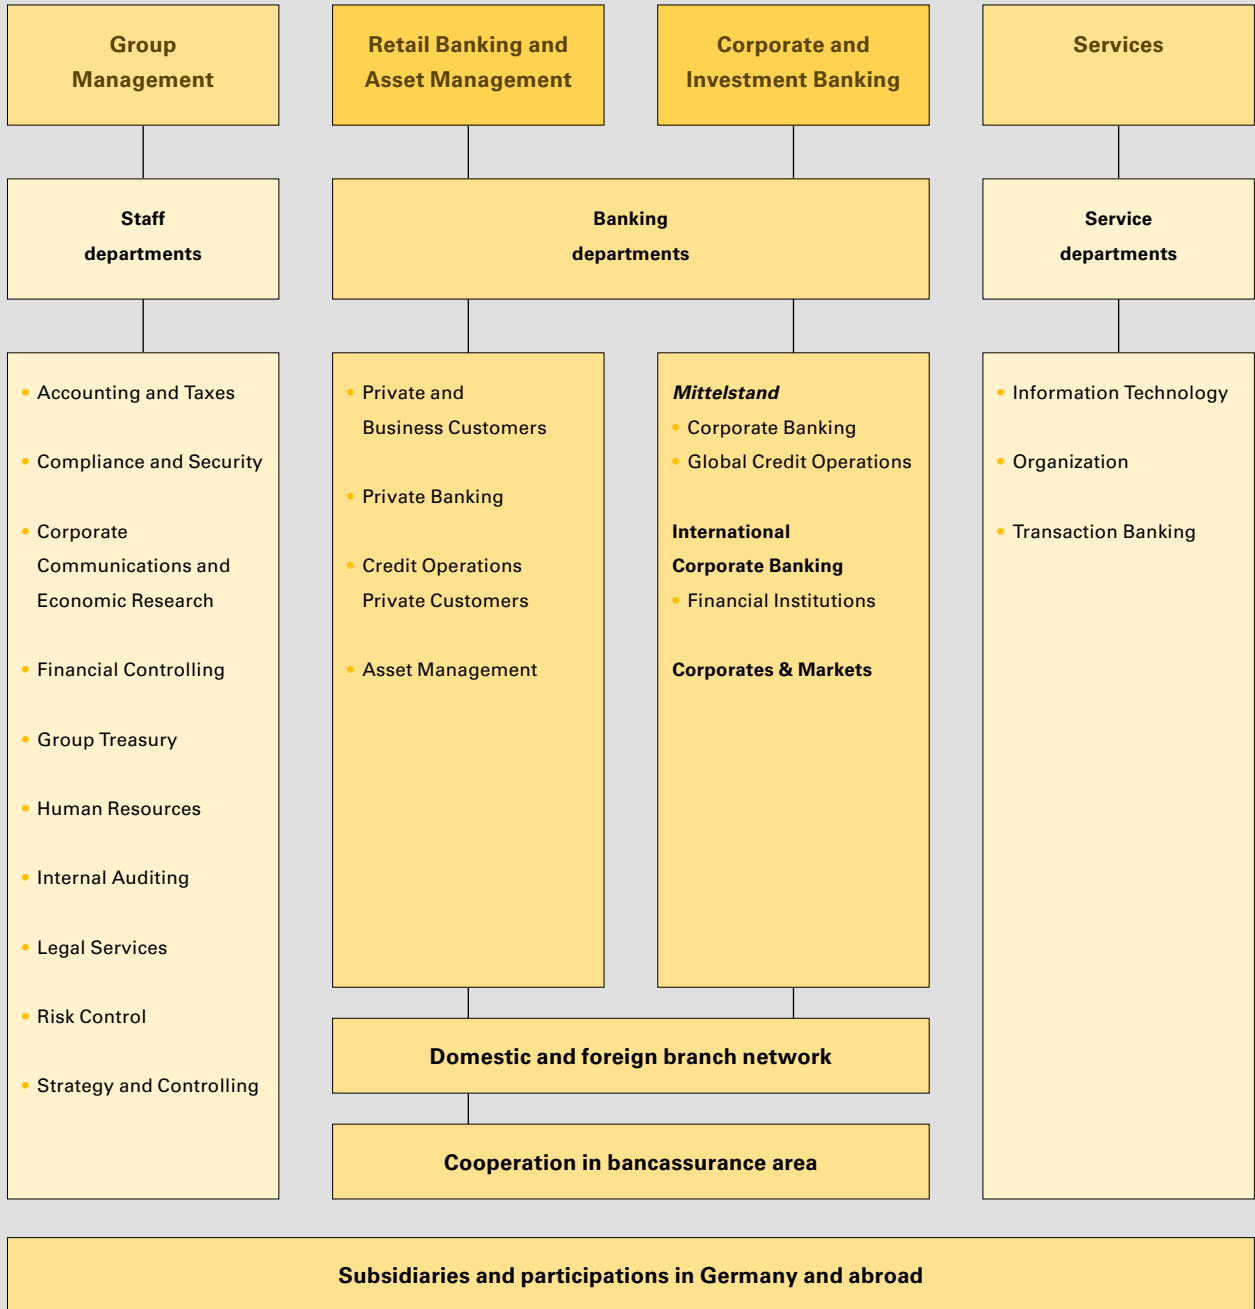 Group
Management
Retail Banking and
Asset Management
Corporate and
Investment Banking
Services
Staff
departments
Banking
departments
Service
departments
• Accounting and Taxes
• Compliance and Security
• Corporate
Communications and
Economic Research
• Financial Controlling
• Group Treasury
• Human Resources
• Internal Auditing
• Legal Services
• Risk Control
• Strategy and Controlling
• Private and
Business Customers
• Private Banking
• Credit Operations
Private Customers
• Asset Management
Mittelstand
• Corporate Banking
• Global Credit Operations
International
Corporate Banking
• Financial Institutions
Corporates & Markets
• Information Technology
• Organization
• Transaction Banking
Domestic and foreign branch network
Cooperation in bancassurance area
Subsidiaries and participations in Germany and abroad